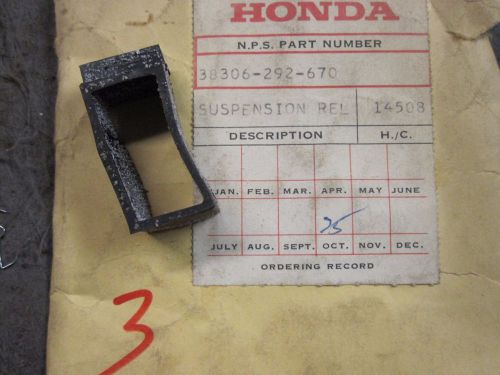 HONDA
N.P.S. PART NUMBER
38306-292-670
SUSPENSION REL 14508
DESCRIPTION H./C.
JAN. FEB. MAR. APR. MAY JUNE
25
JULY AUG. SEPT. OCT. NOV. DEC.
ORDERING RECORD
3